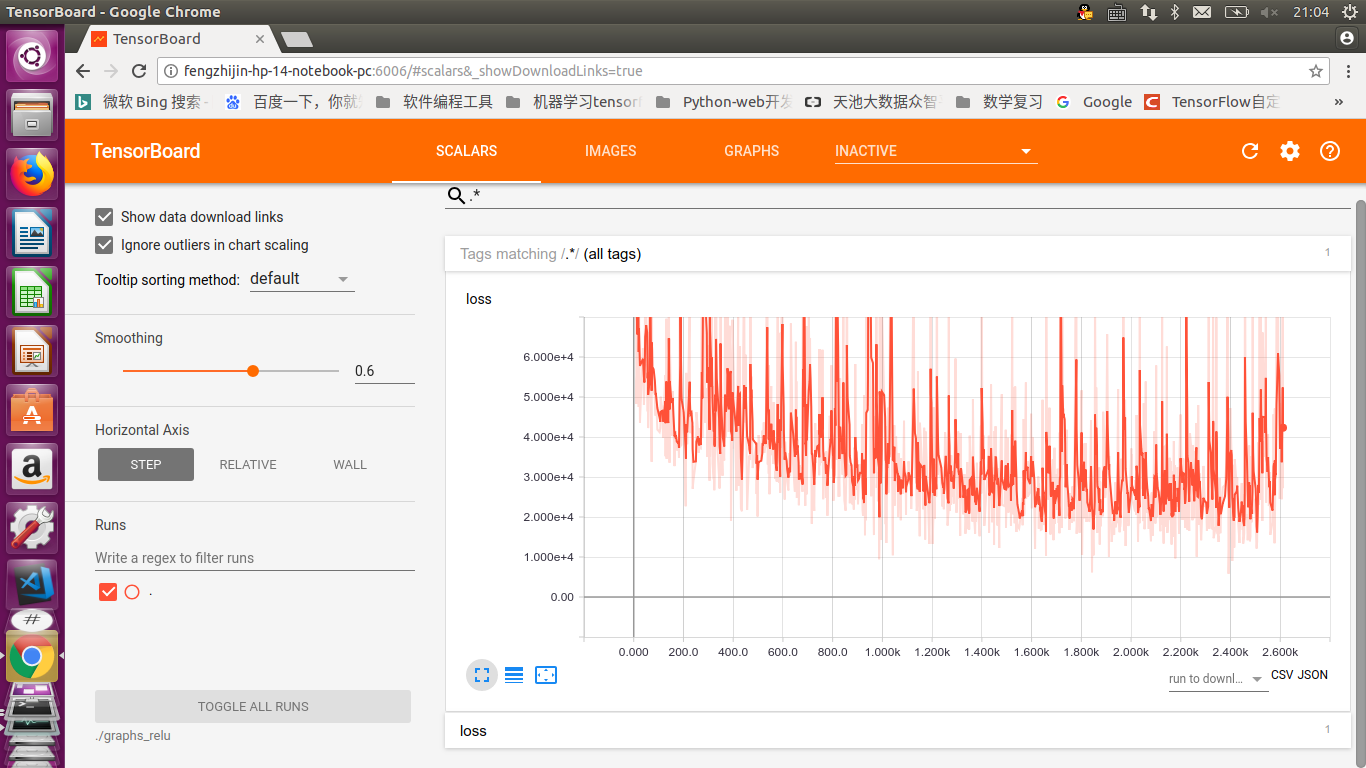 TensorBoard - Google Chrome
21:04
TensorBoard
fengzhijin-hp-14-notebook-pc:6006/#scalars&_showDownloadLinks=true
微软 Bing 搜索 -
百度一下，你就
软件编程工具
机器学习tensor
Python-web开
天池大数据众智
数学复习
Google
TensorFlow自定
»
TensorBoard
SCALARS
IMAGES
GRAPHS
INACTIVE
.*
Show data download links
Ignore outliers in chart scaling
Tooltip sorting method: default
Smoothing
0.6
Horizontal Axis
STEP
RELATIVE
WALL
Runs
Write a regex to filter runs
.
TOGGLE ALL RUNS
./graphs_relu
Tags matching /.*/ (all tags)
1
loss
6.000e+4
5.000e+4
4.000e+4
3.000e+4
2.000e+4
1.000e+4
0.00
0.000 200.0 400.0 600.0 800.0 1.000k 1.200k 1.400k 1.600k 1.800k 2.000k 2.200k 2.400k 2.600k
run to downl...
CSV JSON
loss
1